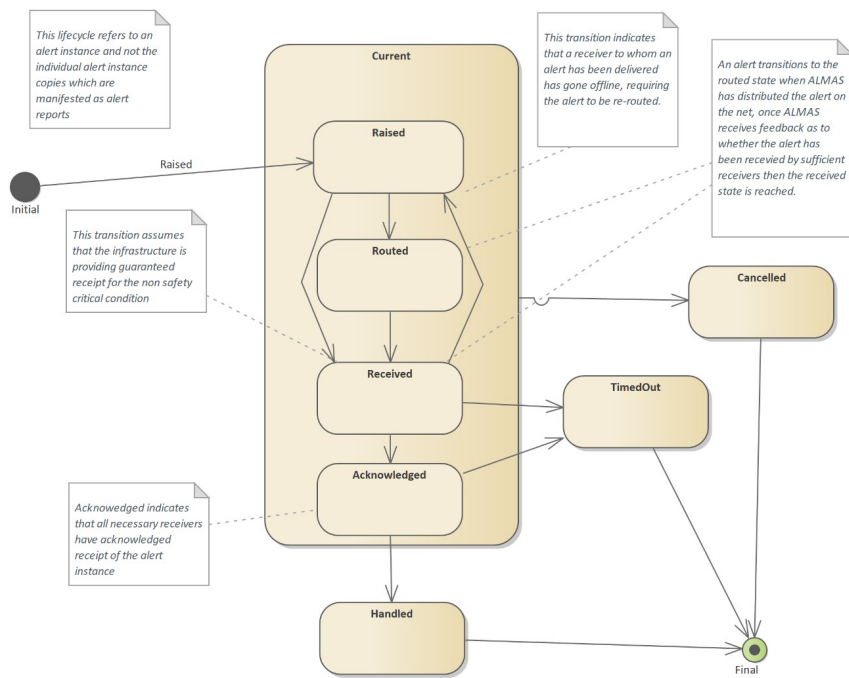 This lifecycle refers to an
alert instance and not the
individual alert instance
copies which are
manifested as alert
reports
Current
This transition indicates
that a receiver to whom an
alert has been delivered
has gone offline, requiring
the alert to be re-routed.
An alert transitions to the
routed state when ALMAS
has distributed the alert on
the net, once ALMAS
receives feedback as to
whether the alert has
been recevied by sufficient
receivers then the received
state is reached.
Raised
Raised
Initial
This transition assumes
that the infrastructure is
providing guaranteed
receipt for the non safety
critical condition
Routed
Cancelled
Received
TimedOut
Acknowledged
Acknowedged indicates
that all necessary receivers
have acknowledged
receipt of the alert
instance
Handled
Final